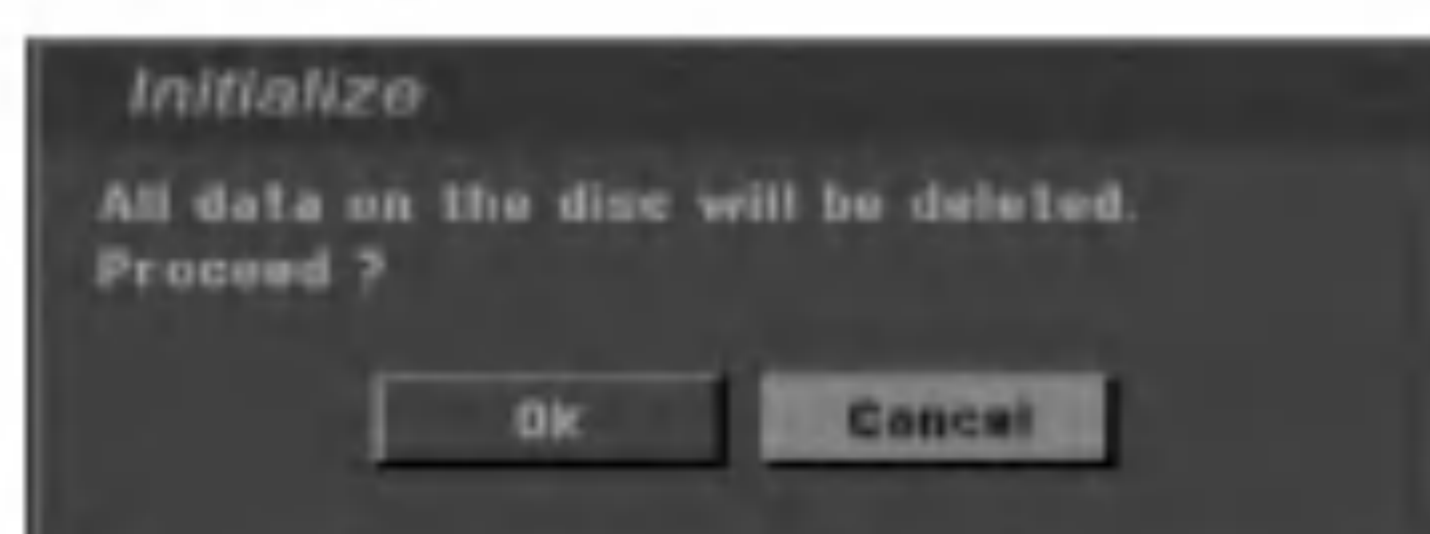 Initialize
All data on the disc will be deleted.
Proceed ?
Ok Cancel